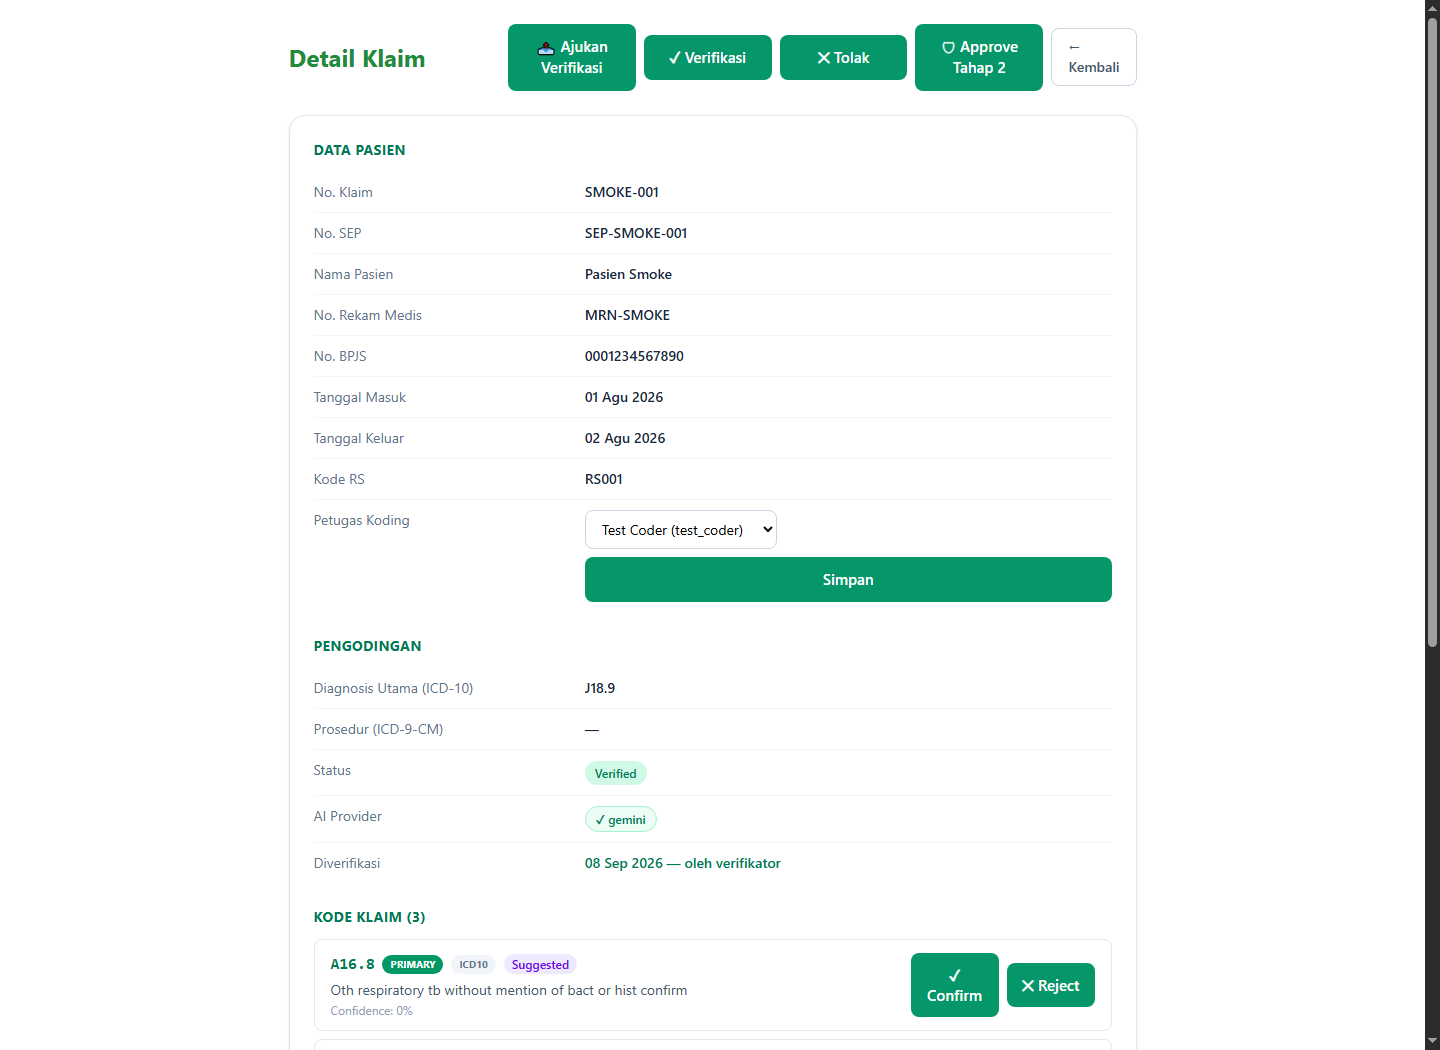 Detail Klaim
📤 Ajukan
Verifikasi
✓ Verifikasi
✕ Tolak
🛡 Approve
Tahap 2
←
Kembali
DATA PASIEN
No. Klaim SMOKE-001
No. SEP SEP-SMOKE-001
Nama Pasien Pasien Smoke
No. Rekam Medis MRN-SMOKE
No. BPJS 0001234567890
Tanggal Masuk 01 Agu 2026
Tanggal Keluar 02 Agu 2026
Kode RS RS001
Petugas Koding Test Coder (test_coder)
Simpan
PENGODINGAN
Diagnosis Utama (ICD-10) J18.9
Prosedur (ICD-9-CM) —
Status Verified
AI Provider ✓ gemini
Diverifikasi 08 Sep 2026 — oleh verifikator
KODE KLAIM (3)
A16.8 PRIMARY ICD10 Suggested
Oth respiratory tb without mention of bact or hist confirm
Confidence: 0%
✓
Confirm
✕ Reject